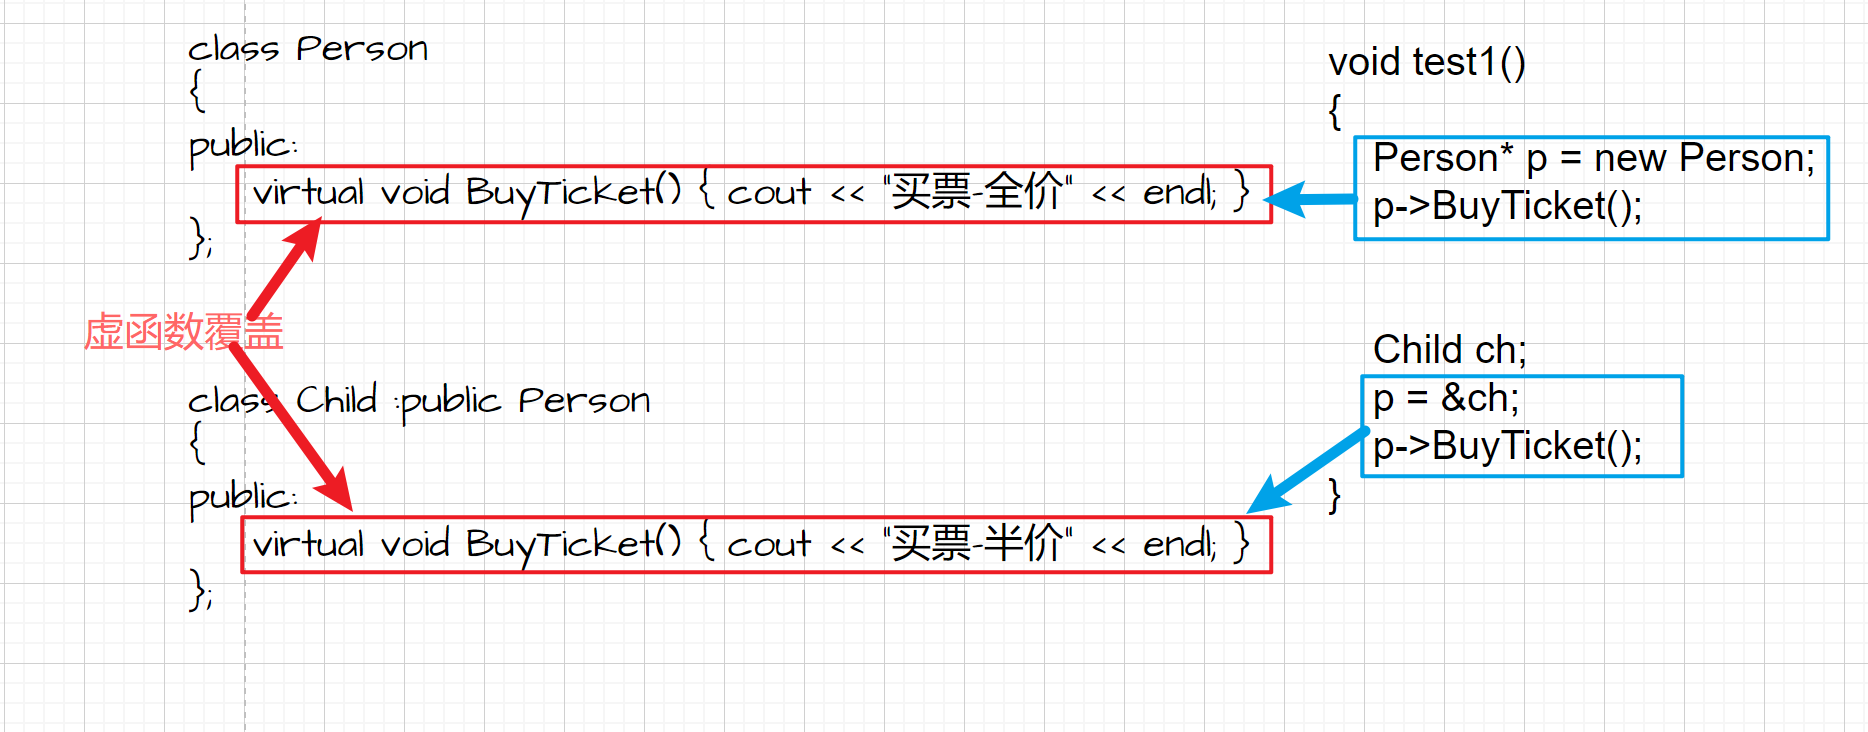 class Person
{
public:
virtual void BuyTicket() { cout << "买票-全价" << endl; }
};
虚函数覆盖
class Child :public Person
{
public:
virtual void BuyTicket() { cout << "买票-半价" << endl; }
};
void test1()
{
Person* p = new Person;
p->BuyTicket();
Child ch;
p = &ch;
p->BuyTicket();
}